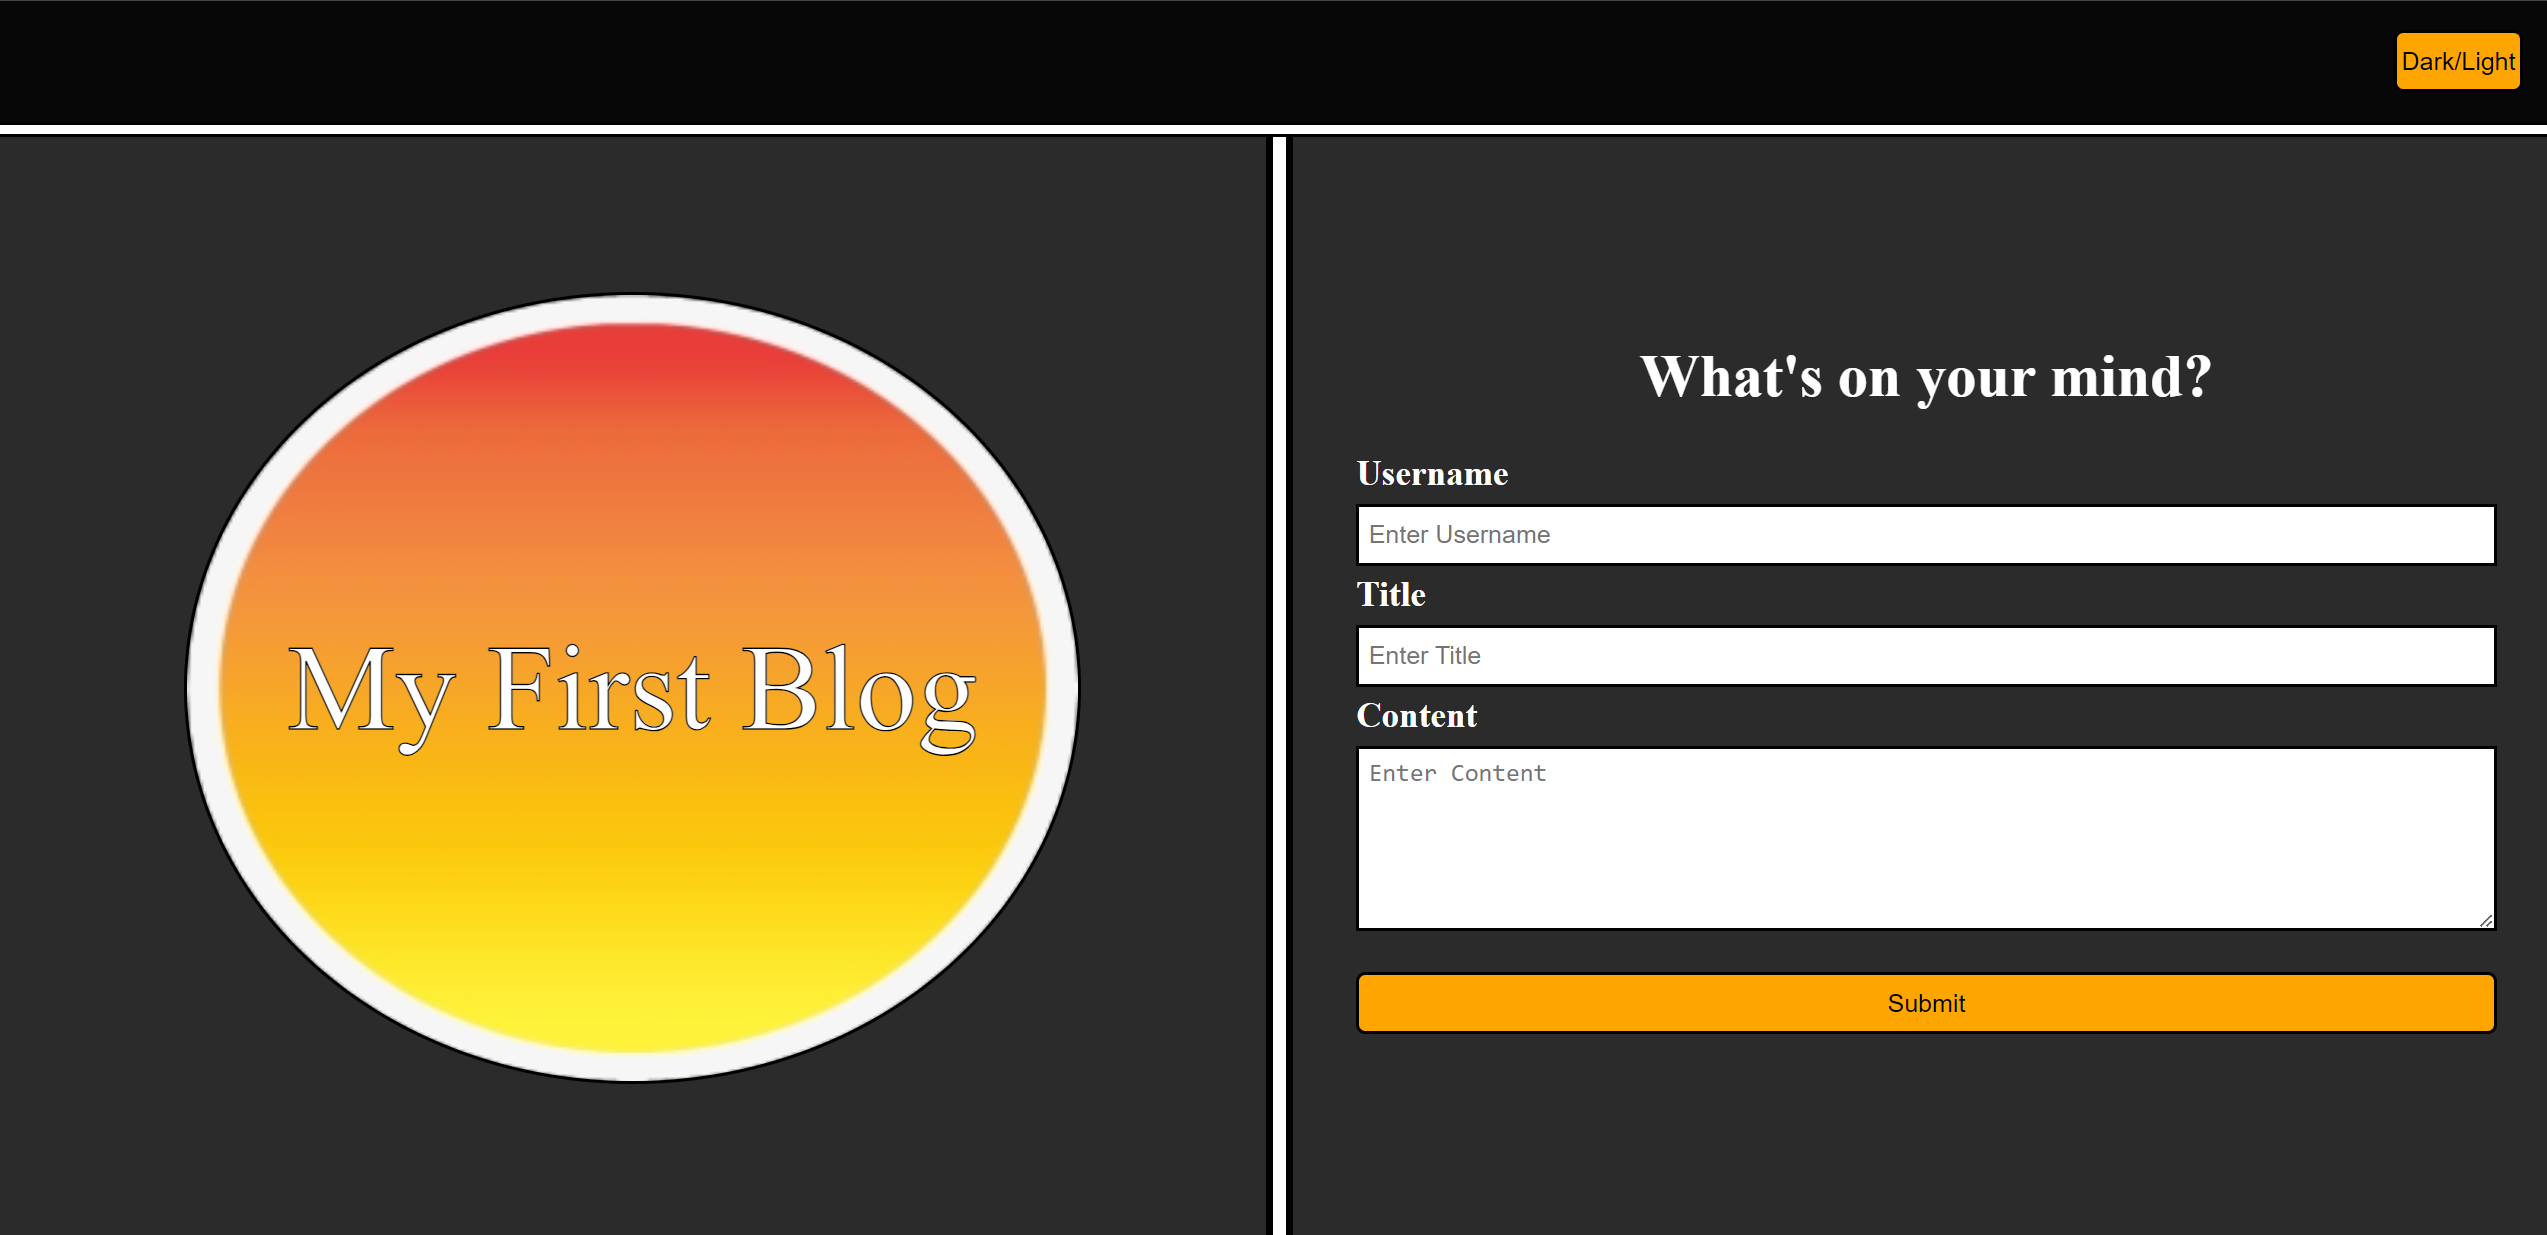 Dark/Light
My First Blog
What's on your mind?
Username
Enter Username
Title
Enter Title
Content
Enter Content
Submit